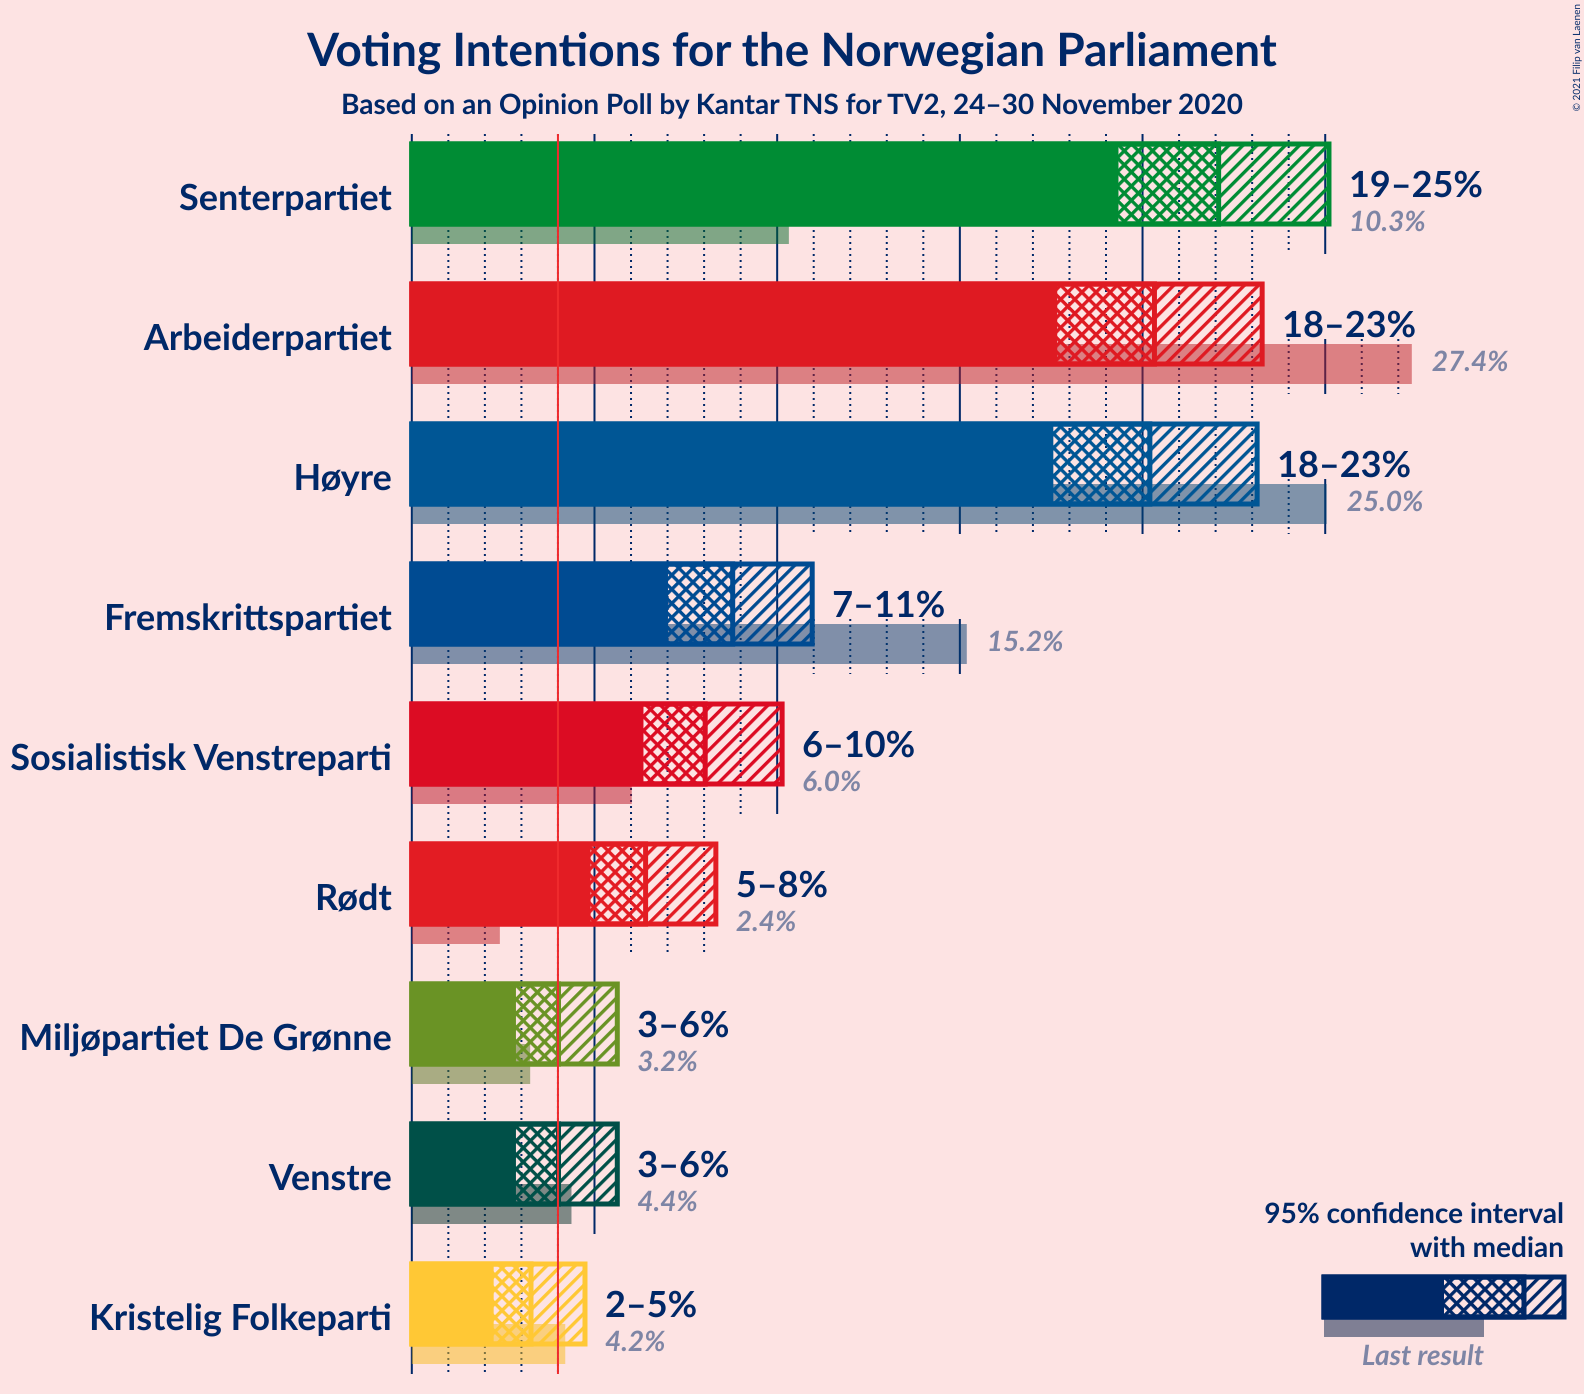 Voting Intentions for the Norwegian Parliament
Based on an Opinion Poll by Kantar TNS for TV2, 24–30 November 2020
© 2021 Filip van Laenen
Senterpartiet
19–25%
10.3%
Arbeiderpartiet
18–23%
27.4%
Høyre
18–23%
25.0%
Fremskrittspartiet
7–11%
15.2%
Sosialistisk Venstreparti
6–10%
6.0%
Rødt
5–8%
2.4%
Miljøpartiet De Grønne
3–6%
3.2%
Venstre
3–6%
4.4%
Kristelig Folkeparti
2–5%
4.2%
95% confidence interval
with median
Last result